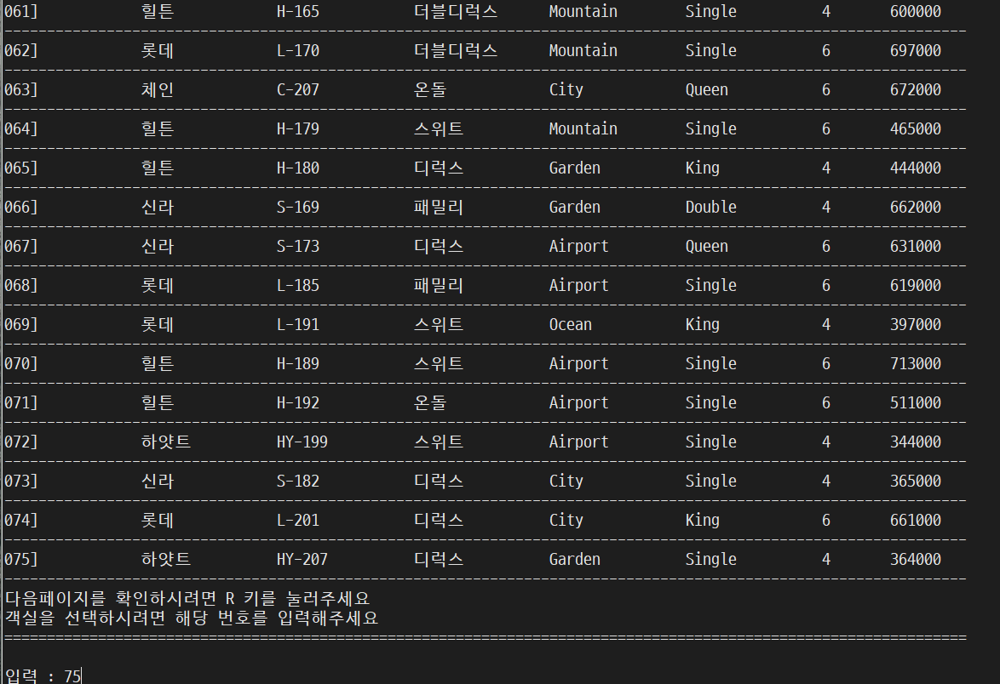 061] 힐튼 H-165 더블디럭스 Mountain Single 4 600000
062] 롯데 L-170 더블디럭스 Mountain Single 6 697000
063] 체인 C-207 온돌 City Queen 6 672000
064] 힐튼 H-179 스위트 Mountain Single 6 465000
065] 힐튼 H-180 디럭스 Garden King 4 444000
066] 신라 S-169 패밀리 Garden Double 4 662000
067] 신라 S-173 디럭스 Airport Queen 6 631000
068] 롯데 L-185 패밀리 Airport Single 6 619000
069] 롯데 L-191 스위트 Ocean King 4 397000
070] 힐튼 H-189 스위트 Airport Single 6 713000
071] 힐튼 H-192 온돌 Airport Single 6 511000
072] 하얏트 HY-199 스위트 Airport Single 4 344000
073] 신라 S-182 디럭스 City Single 4 365000
074] 롯데 L-201 디럭스 City King 6 661000
075] 하얏트 HY-207 디럭스 Garden Single 4 364000
다음페이지를 확인하시려면 R 키를 눌러주세요
객실을 선택하시려면 해당 번호를 입력해주세요
입력 : 75